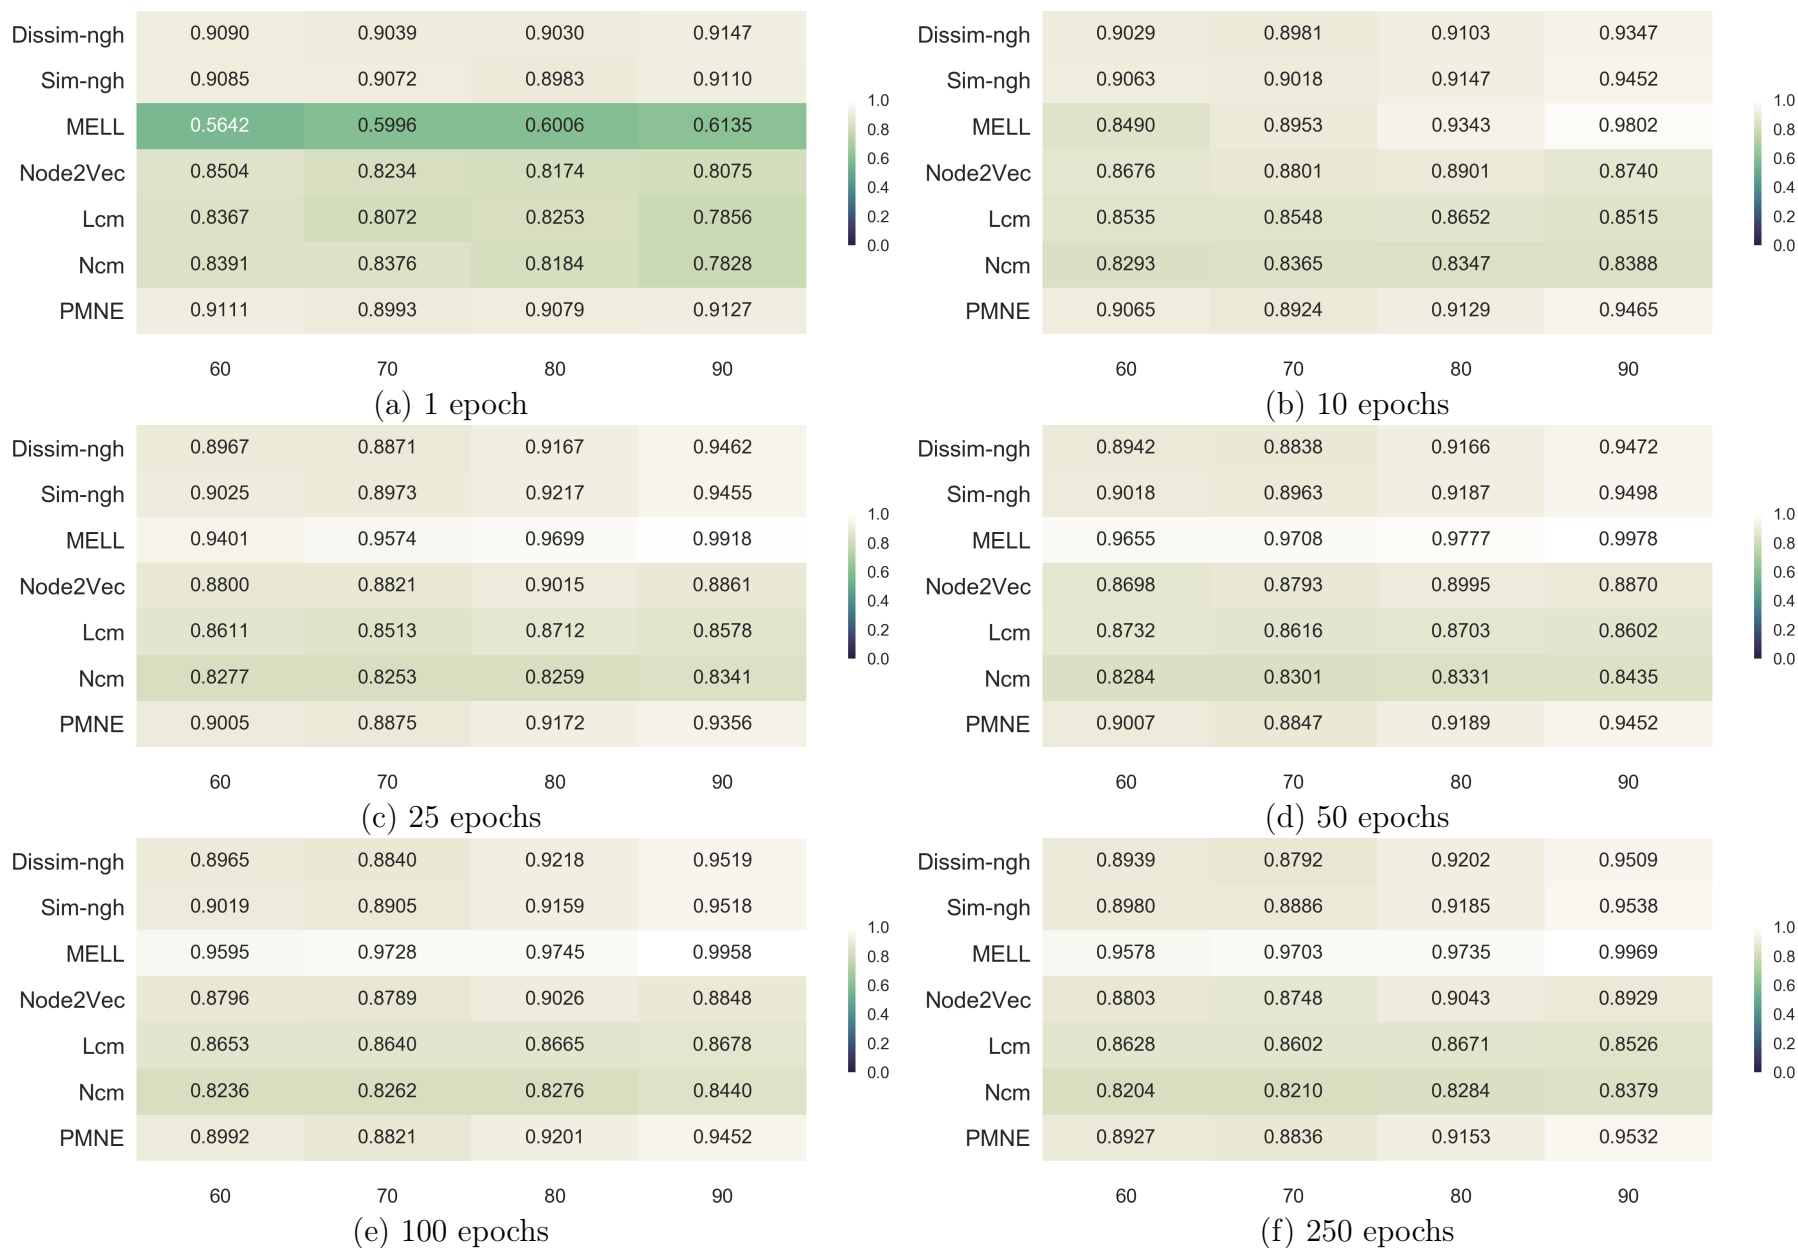 Dissim-ngh 0.9090 0.9039 0.9030 0.9147
Sim-ngh 0.9085 0.9072 0.8983 0.9110
MELL 0.5642 0.5996 0.6006 0.6135
Node2Vec 0.8504 0.8234 0.8174 0.8075
Lcm 0.8367 0.8072 0.8253 0.7856
Ncm 0.8391 0.8376 0.8184 0.7828
PMNE 0.9111 0.8993 0.9079 0.9127
60 70 80 90
1.0
0.8
0.6
0.4
0.2
0.0
(a) 1 epoch
Dissim-ngh 0.9029 0.8981 0.9103 0.9347
Sim-ngh 0.9063 0.9018 0.9147 0.9452
MELL 0.8490 0.8953 0.9343 0.9802
Node2Vec 0.8676 0.8801 0.8901 0.8740
Lcm 0.8535 0.8548 0.8652 0.8515
Ncm 0.8293 0.8365 0.8347 0.8388
PMNE 0.9065 0.8924 0.9129 0.9465
60 70 80 90
1.0
0.8
0.6
0.4
0.2
0.0
(b) 10 epochs
Dissim-ngh 0.8967 0.8871 0.9167 0.9462
Sim-ngh 0.9025 0.8973 0.9217 0.9455
MELL 0.9401 0.9574 0.9699 0.9918
Node2Vec 0.8800 0.8821 0.9015 0.8861
Lcm 0.8611 0.8513 0.8712 0.8578
Ncm 0.8277 0.8253 0.8259 0.8341
PMNE 0.9005 0.8875 0.9172 0.9356
60 70 80 90
1.0
0.8
0.6
0.4
0.2
0.0
(c) 25 epochs
Dissim-ngh 0.8942 0.8838 0.9166 0.9472
Sim-ngh 0.9018 0.8963 0.9187 0.9498
MELL 0.9655 0.9708 0.9777 0.9978
Node2Vec 0.8698 0.8793 0.8995 0.8870
Lcm 0.8732 0.8616 0.8703 0.8602
Ncm 0.8284 0.8301 0.8331 0.8435
PMNE 0.9007 0.8847 0.9189 0.9452
60 70 80 90
1.0
0.8
0.6
0.4
0.2
0.0
(d) 50 epochs
Dissim-ngh 0.8965 0.8840 0.9218 0.9519
Sim-ngh 0.9019 0.8905 0.9159 0.9518
MELL 0.9595 0.9728 0.9745 0.9958
Node2Vec 0.8796 0.8789 0.9026 0.8848
Lcm 0.8653 0.8640 0.8665 0.8678
Ncm 0.8236 0.8262 0.8276 0.8440
PMNE 0.8992 0.8821 0.9201 0.9452
60 70 80 90
1.0
0.8
0.6
0.4
0.2
0.0
(e) 100 epochs
Dissim-ngh 0.8939 0.8792 0.9202 0.9509
Sim-ngh 0.8980 0.8886 0.9185 0.9538
MELL 0.9578 0.9703 0.9735 0.9969
Node2Vec 0.8803 0.8748 0.9043 0.8929
Lcm 0.8628 0.8602 0.8671 0.8526
Ncm 0.8204 0.8210 0.8284 0.8379
PMNE 0.8927 0.8836 0.9153 0.9532
60 70 80 90
1.0
0.8
0.6
0.4
0.2
0.0
(f) 250 epochs